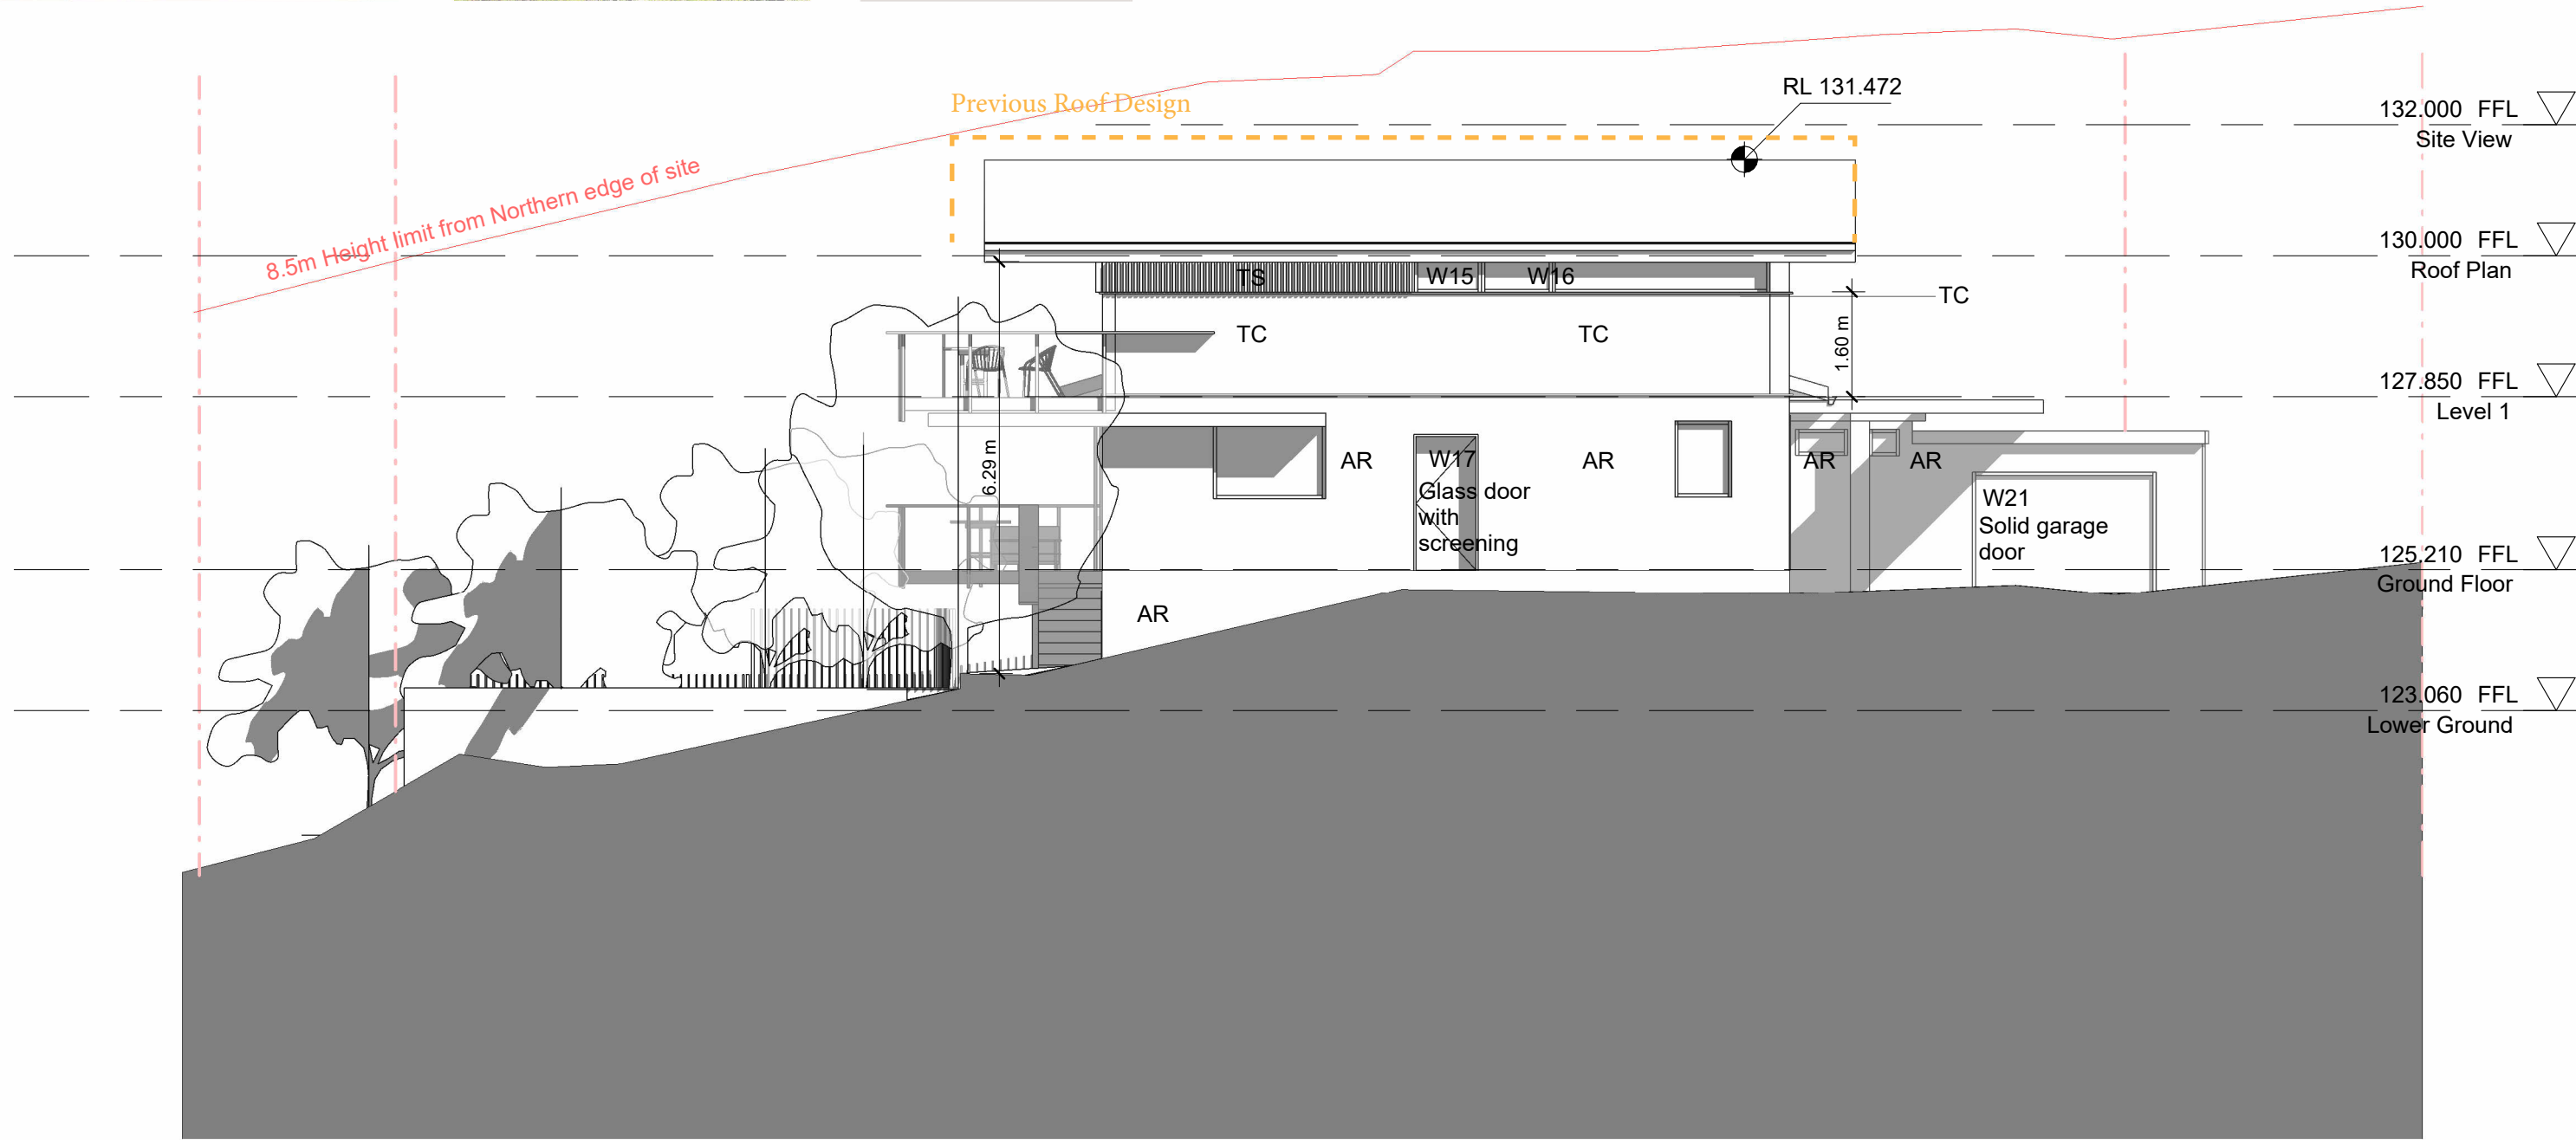 RL 131.472
Previous Roof Design
132.000 FFL
Site View
8.5m Height limit from Northern edge of site
130.000 FFL
Roof Plan
TS
W15
W16
TC
TC
TC
1.60 m
127.850 FFL
Level 1
6.29 m
AR
W17
Glass door
with
screening
AR
AR
AR
W21
Solid garage
door
125.210 FFL
Ground Floor
AR
123.060 FFL
Lower Ground